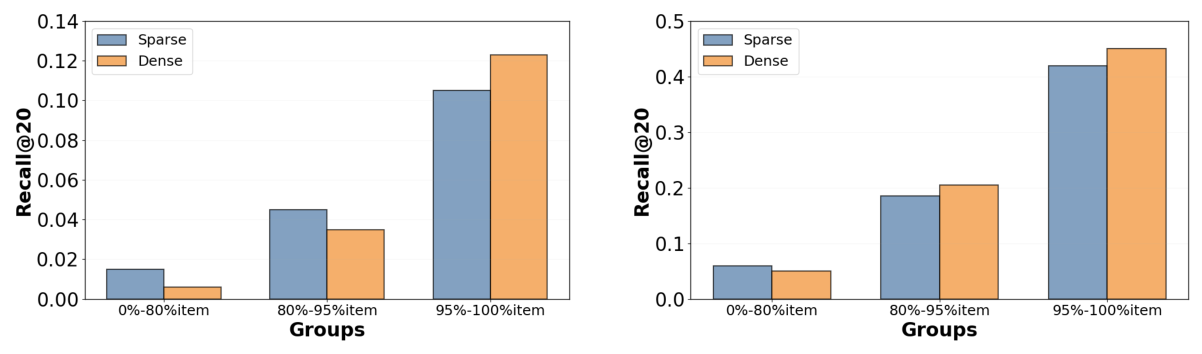 0.14
0.12
0.10
0.08
0.06
0.04
0.02
0.00
Recall@20
Sparse
Dense
0%-80%item 80%-95%item 95%-100%item
Groups
0.5
0.4
0.3
0.2
0.1
0.0
Recall@20
Sparse
Dense
0%-80%item 80%-95%item 95%-100%item
Groups